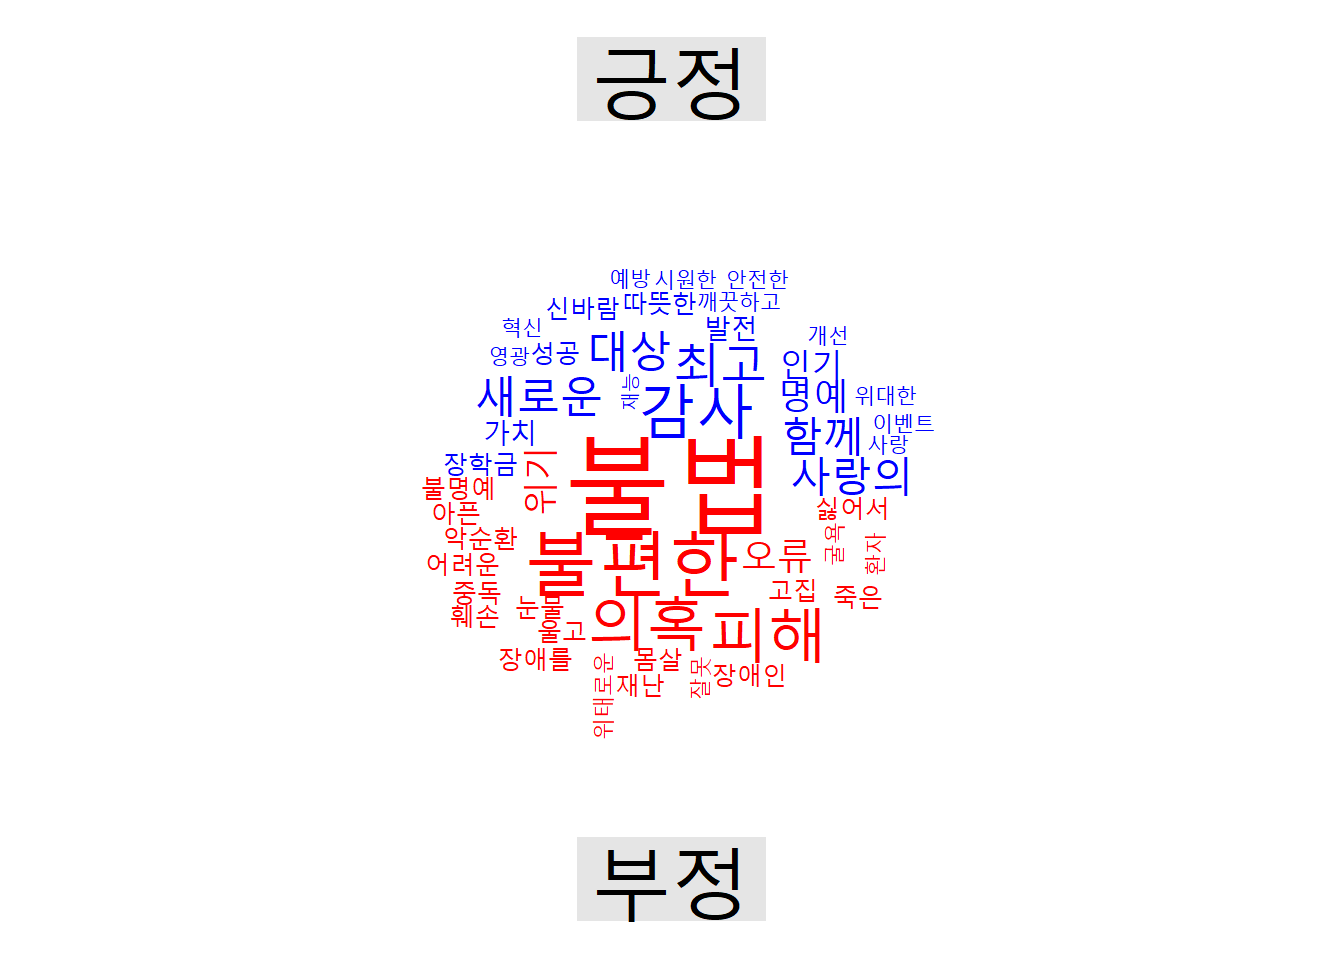 긍정
예방 시원한 안전한
신바람 따뜻한 깨끗하고
혁신 발전 개선
영광 성공 대상 최고 인기
새로운 재능 감사 명예 위대한
가치 함께 이벤트
사랑
장학금 위기 불법 사랑의
불명예
아픈 싫어서
악순환 굴욕 환자
어려운 불편한 오류
중독 고집 죽은
훼손 눈물 의혹 피해
울고
장애를 몸살 잘못 장애인
위태로운 재난
부정